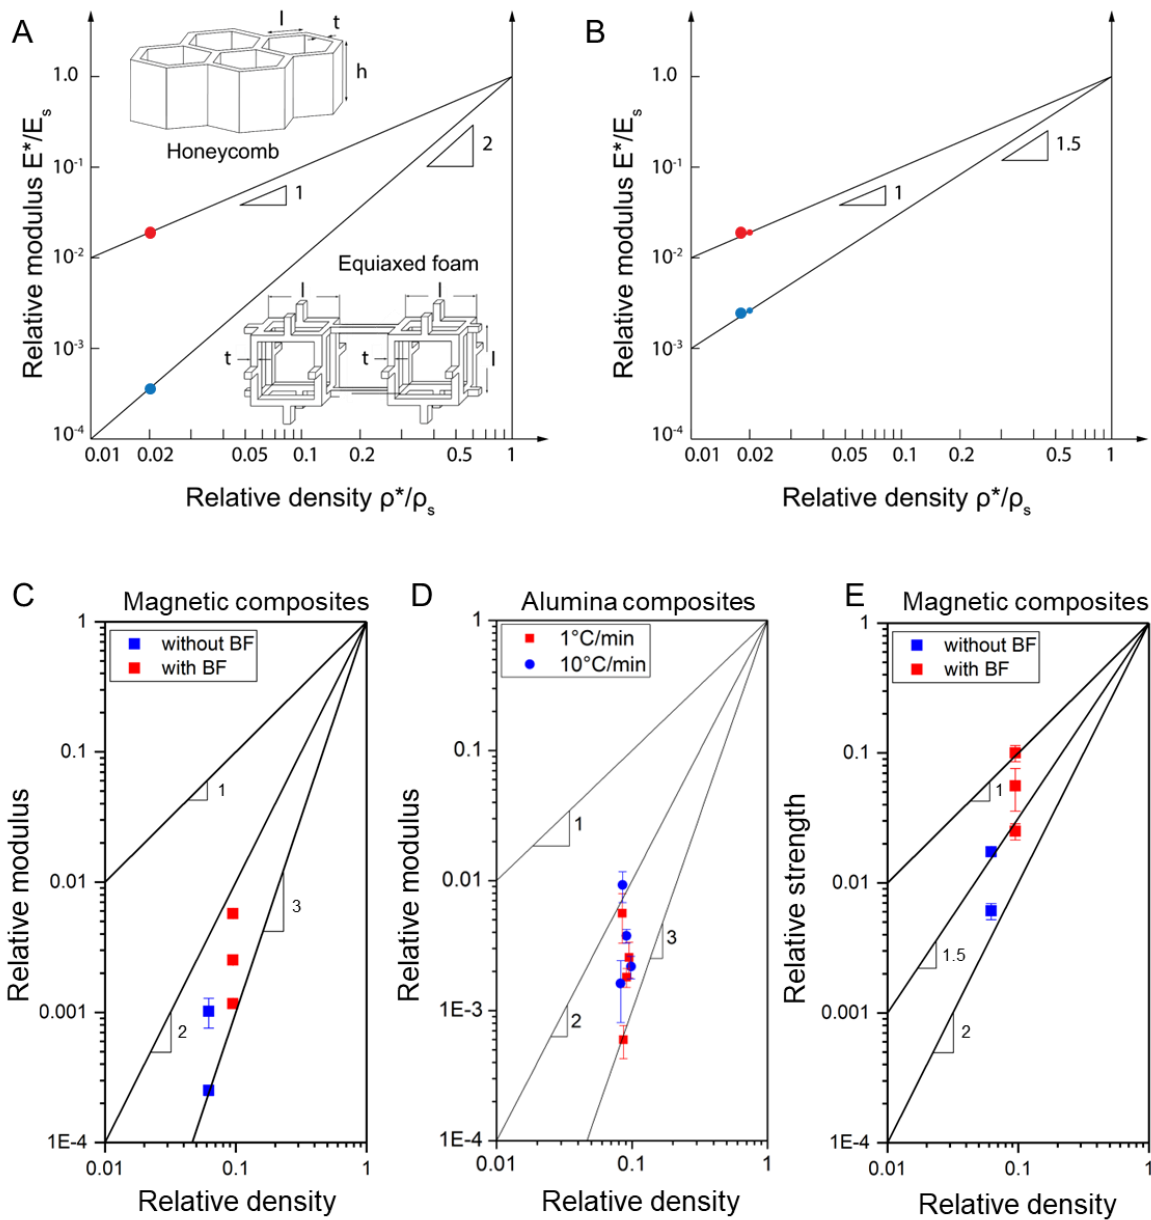 A
l
t
h
Honeycomb
1.0
10-1
10-2
10-3
10-4
Relative modulus E*/Es
1
2
Equiaxed foam
l
l
t
t
l
0.01 0.02 0.05 0.1 0.2 0.5 1
Relative density ρ*/ρs
B
1.0
10-1
10-2
10-3
10-4
Relative modulus E*/Es
1
1.5
0.01 0.02 0.05 0.1 0.2 0.5 1
Relative density ρ*/ρs
C
Magnetic composites
without BF
with BF
1
0.1
0.01
0.001
1E-4
Relative modulus
1
2
3
0.01 0.1 1
Relative density
D
Alumina composites
1°C/min
10°C/min
1
0.1
0.01
1E-3
1E-4
Relative modulus
1
2
3
0.01 0.1 1
Relative density
E
Magnetic composites
without BF
with BF
1
0.1
0.01
0.001
1E-4
Relative strength
1
1.5
2
0.01 0.1 1
Relative density